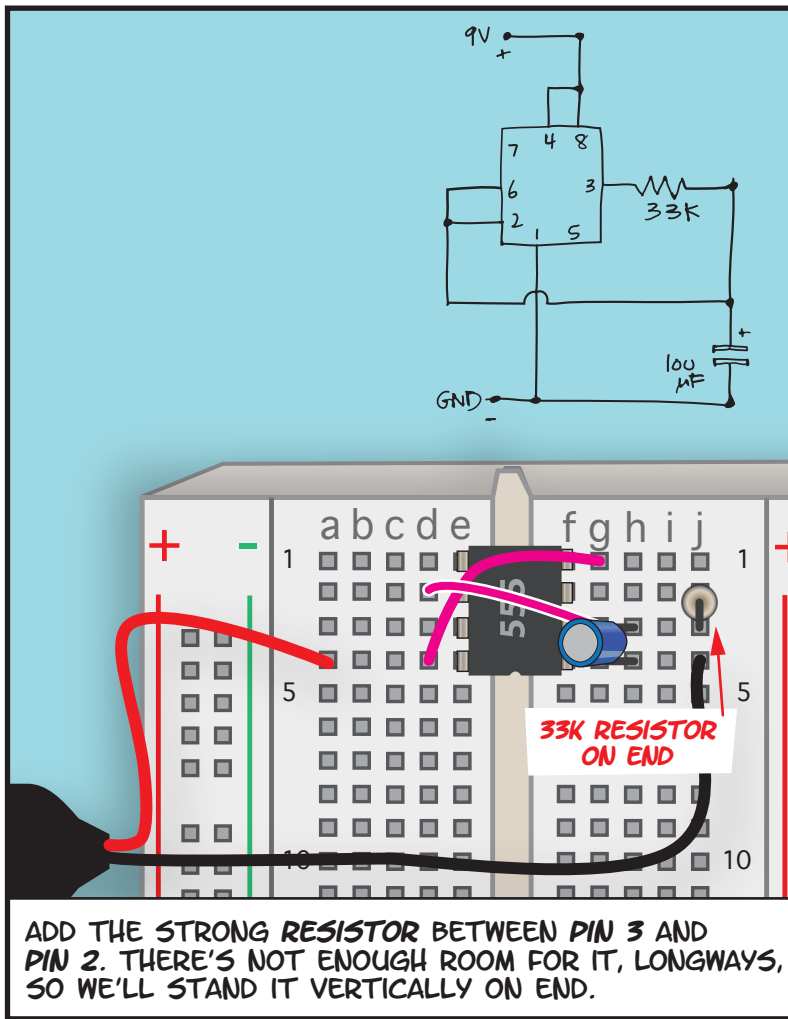 9V
+
4 8
7
6
3
33K
2
1
5
+
100
µF
GND
-
a b c d e f g h i j
+ - 1 1 +
555
5 5
33K RESISTOR
ON END
10 10
ADD THE STRONG RESISTOR BETWEEN PIN 3 AND
PIN 2. THERE'S NOT ENOUGH ROOM FOR IT, LONGWAYS,
SO WE'LL STAND IT VERTICALLY ON END.